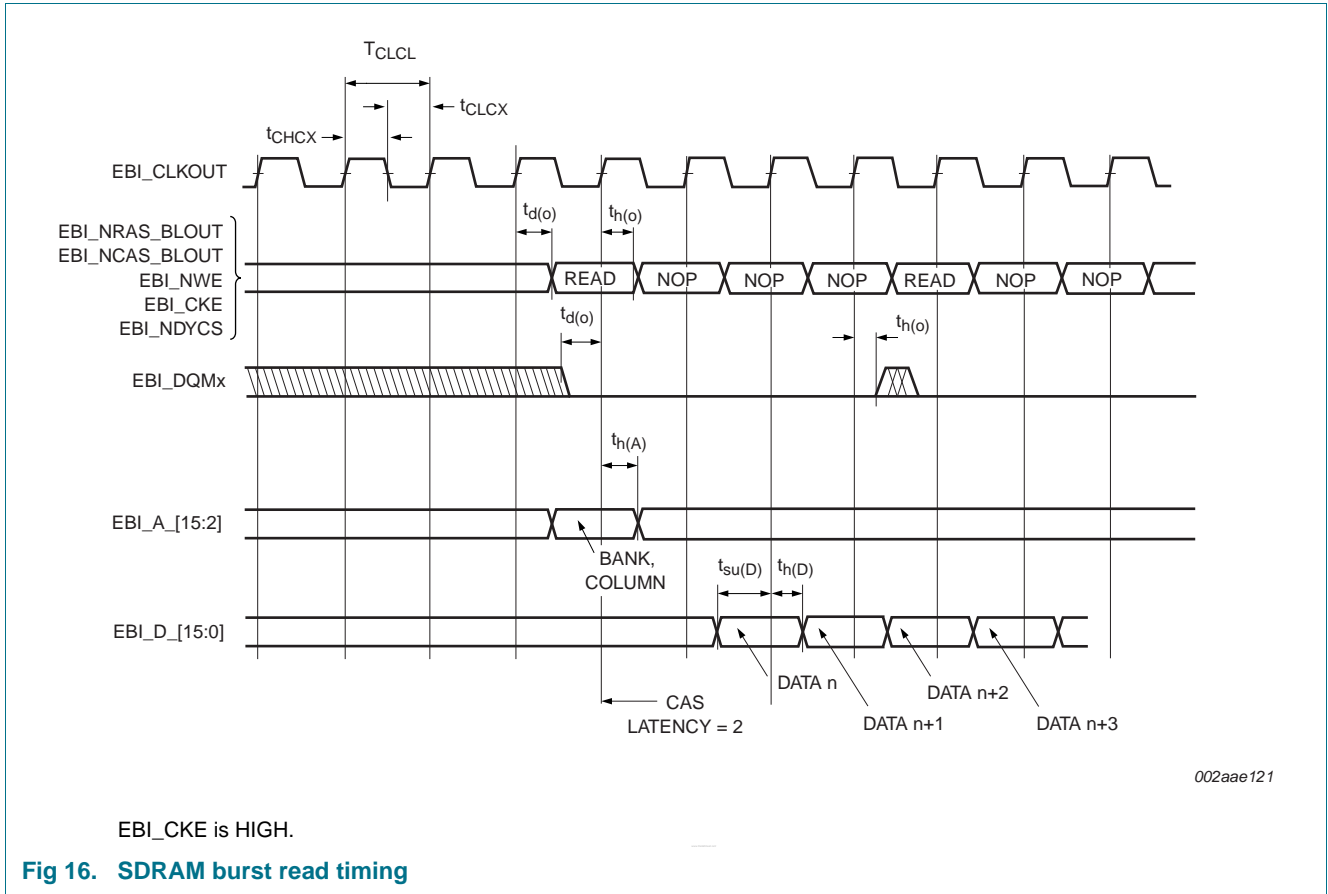 TCLCL
tCLCX
tCHCX
EBI_CLKOUT
td(o)
th(o)
EBI_NRAS_BLOUT
EBI_NCAS_BLOUT
EBI_NWE
EBI_CKE
EBI_NDYCS
READ
NOP
NOP
NOP
READ
NOP
NOP
td(o)
th(o)
EBI_DQMx
th(A)
EBI_A_[15:2]
BANK,
COLUMN
tsu(D)
th(D)
EBI_D_[15:0]
DATA n
DATA n+1
DATA n+2
DATA n+3
CAS
LATENCY = 2
002aae121
EBI_CKE is HIGH.
Fig 16. SDRAM burst read timing